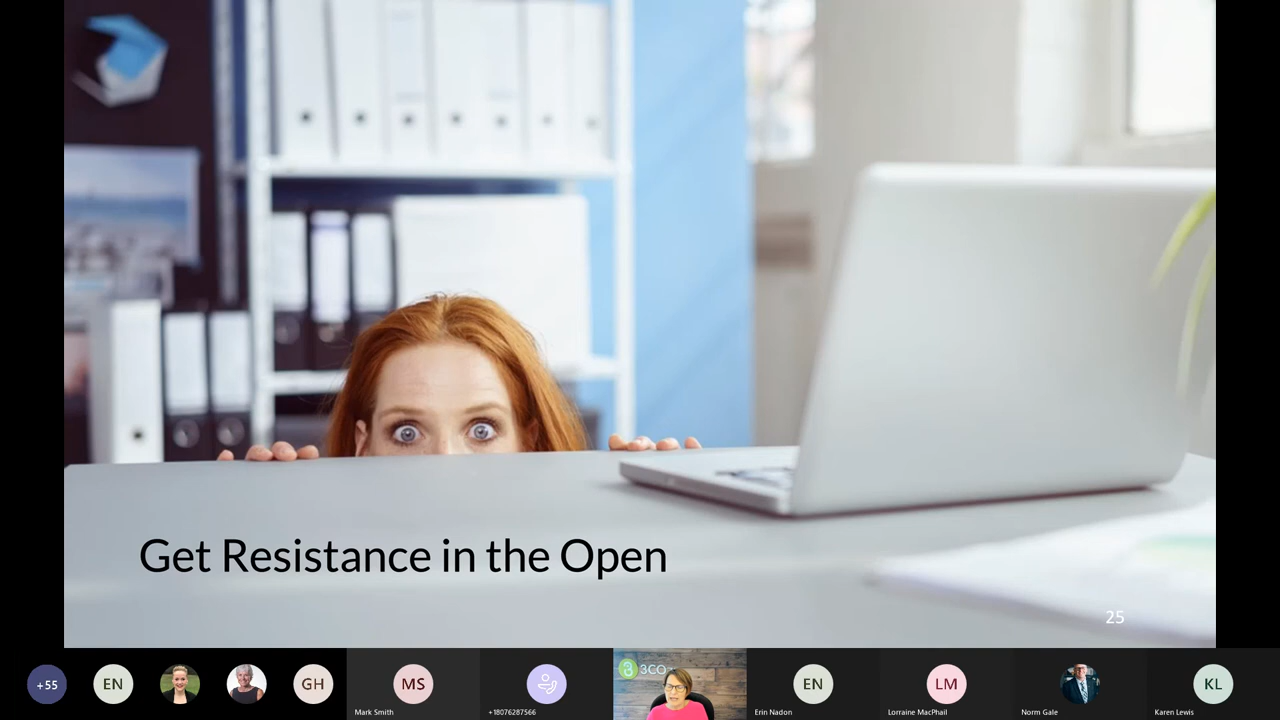 Get Resistance in the Open
25
+55
EN
GH
MS
Mark Smith
+18076287566
3CO
EN
Erin Nadon
LM
Lorraine MacPhail
Norm Gale
KL
Karen Lewis